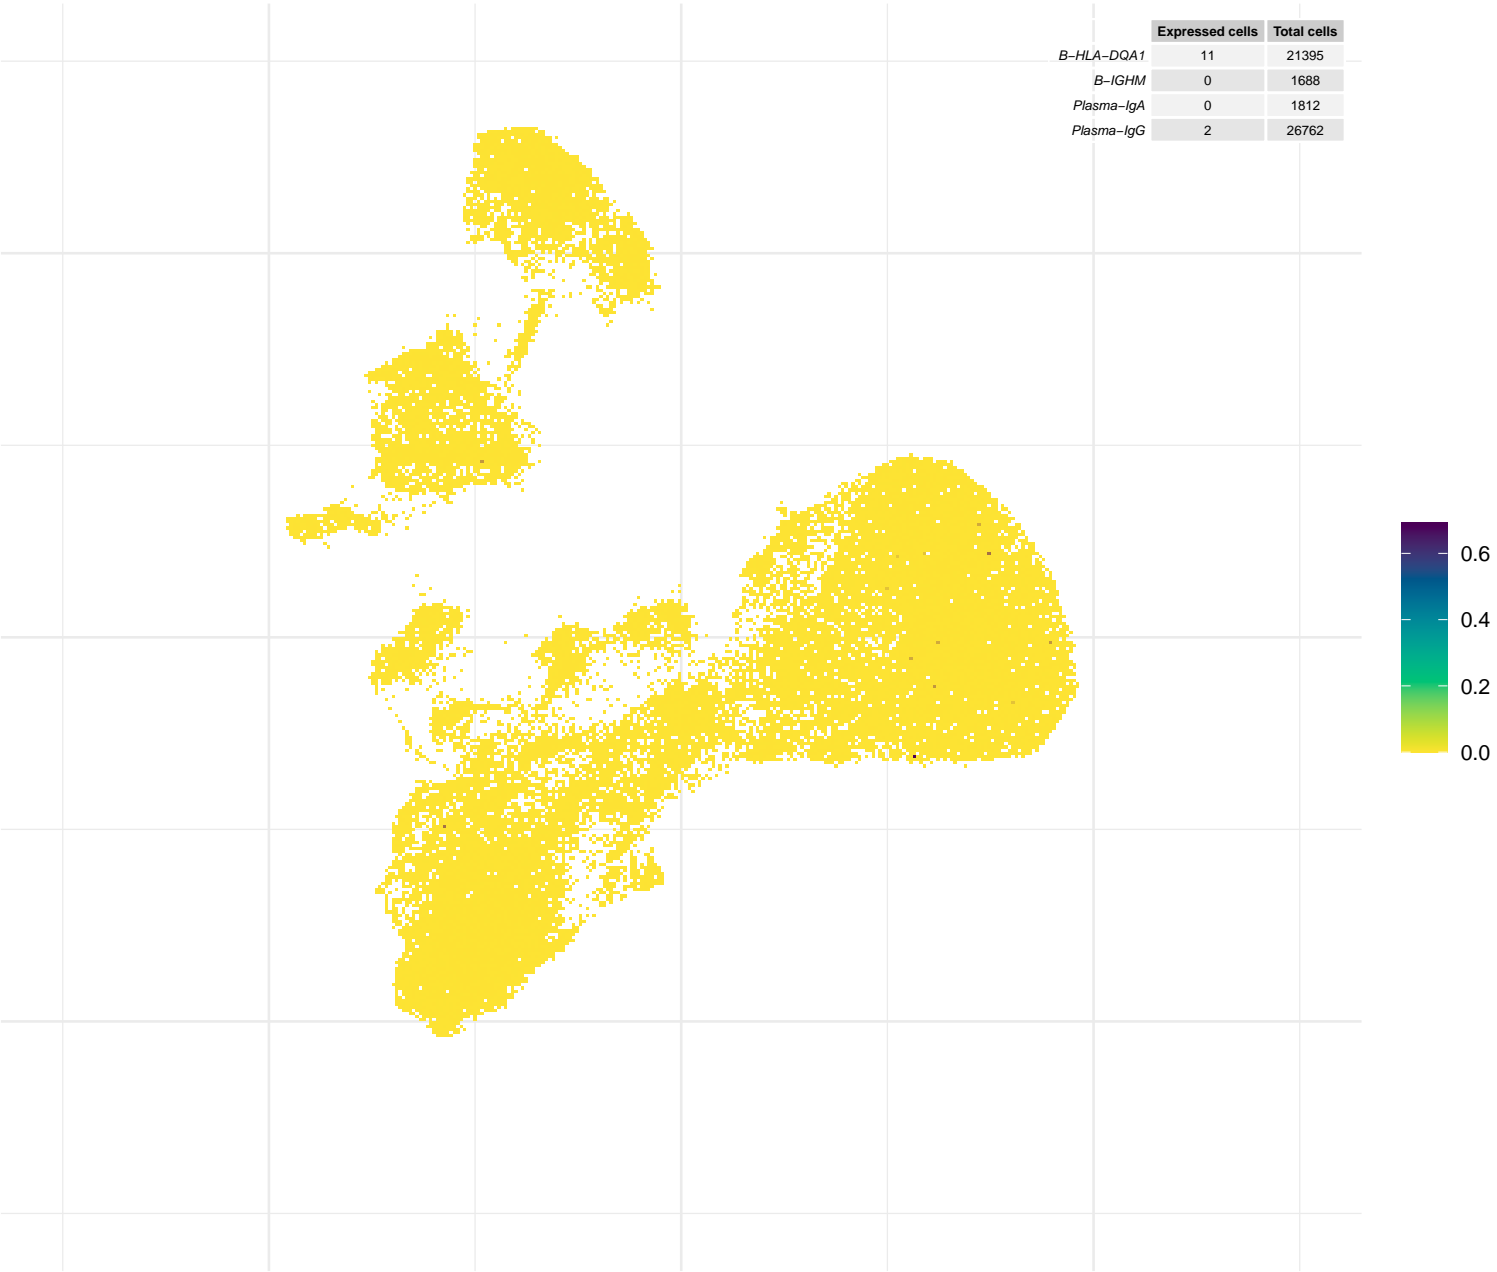 Expressed cells Total cells
B−HLA−DQA1 11 21395
B−IGHM 0 1688
Plasma−IgA 0 1812
Plasma−IgG 2 26762
0.6
0.4
0.2
0.0